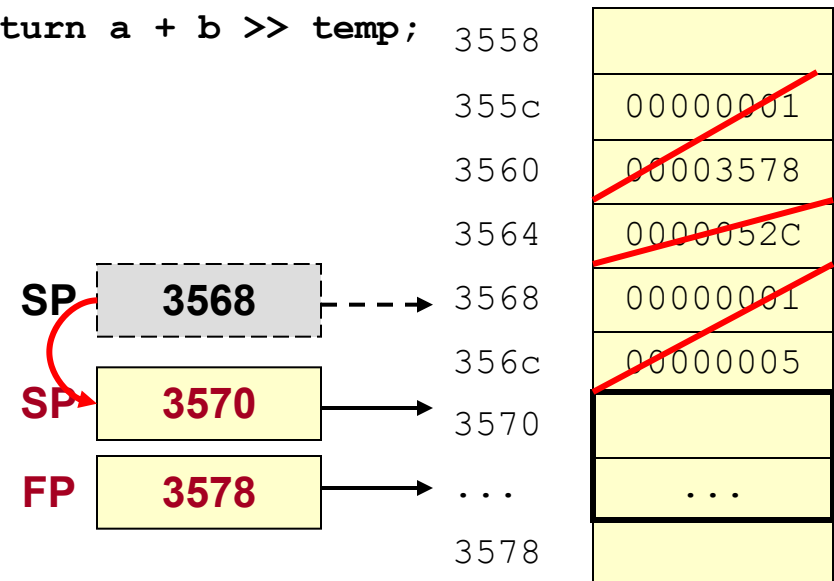 turn a + b >> temp;
3558
355c 00000001
3560 00003578
3564 0000052C
SP 3568 3568 00000001
356c 00000005
SP 3570 3570
FP 3578 ... ...
3578